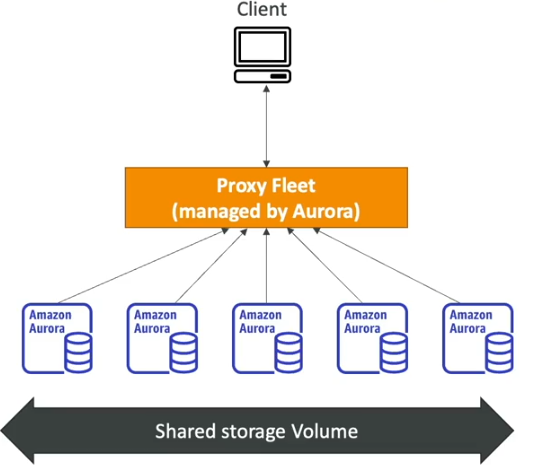 Client
Proxy Fleet
(managed by Aurora)
Amazon
Aurora
Amazon
Aurora
Amazon
Aurora
Amazon
Aurora
Amazon
Aurora
Shared storage Volume